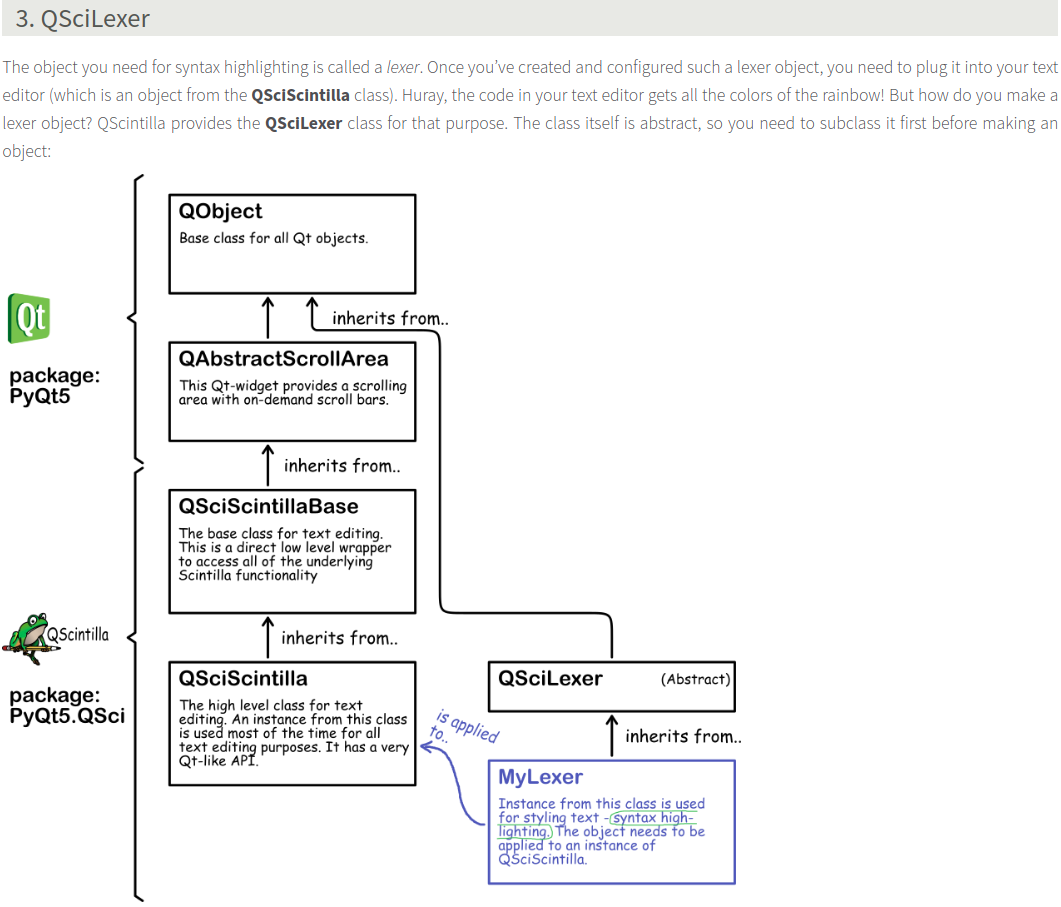 3. QSciLexer
The object you need for syntax highlighting is called a lexer. Once you’ve created and configured such a lexer object, you need to plug it into your text
editor (which is an object from the QSciScintilla class). Huray, the code in your text editor gets all the colors of the rainbow! But how do you make a
lexer object? QScintilla provides the QSciLexer class for that purpose. The class itself is abstract, so you need to subclass it first before making an
object:
QObject
Base class for all Qt objects.
inherits from..
Qt
package:
PyQt5
QAbstractScrollArea
This Qt-widget provides a scrolling
area with on-demand scroll bars.
inherits from..
QSciScintillaBase
The base class for text editing.
This is a direct low level wrapper
to access all of the underlying
Scintilla functionality
QScintilla
package:
PyQt5.QSci
inherits from..
QSciScintilla
The high level class for text
editing. An instance from this class
is used most of the time for all
text editing purposes. It has a very
Qt-like API.
is applied
to..
QSciLexer (Abstract)
inherits from..
MyLexer
Instance from this class is used
for styling text -syntax high-
lighting. The object needs to be
applied to an instance of
QSciScintilla.